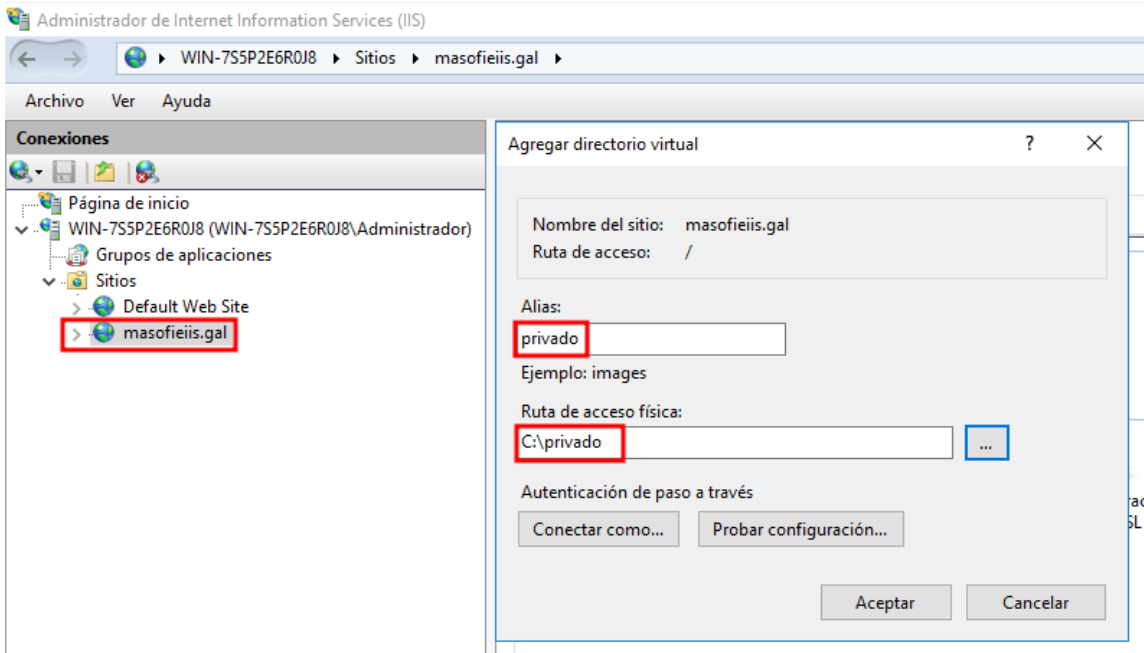 Administrador de Internet Information Services (IIS)
WIN-7S5P2E6R0J8 Sitios masofieiis.gal
Archivo Ver Ayuda
Conexiones
Página de inicio
WIN-7S5P2E6R0J8 (WIN-7S5P2E6R0J8\Administrador)
Grupos de aplicaciones
Sitios
Default Web Site
masofieiis.gal
Agregar directorio virtual ?
Nombre del sitio: masofieiis.gal
Ruta de acceso: /
Alias:
privado
Ejemplo: images
Ruta de acceso física:
C:\privado
...
Autenticación de paso a través
Conectar como... Probar configuración...
Aceptar Cancelar